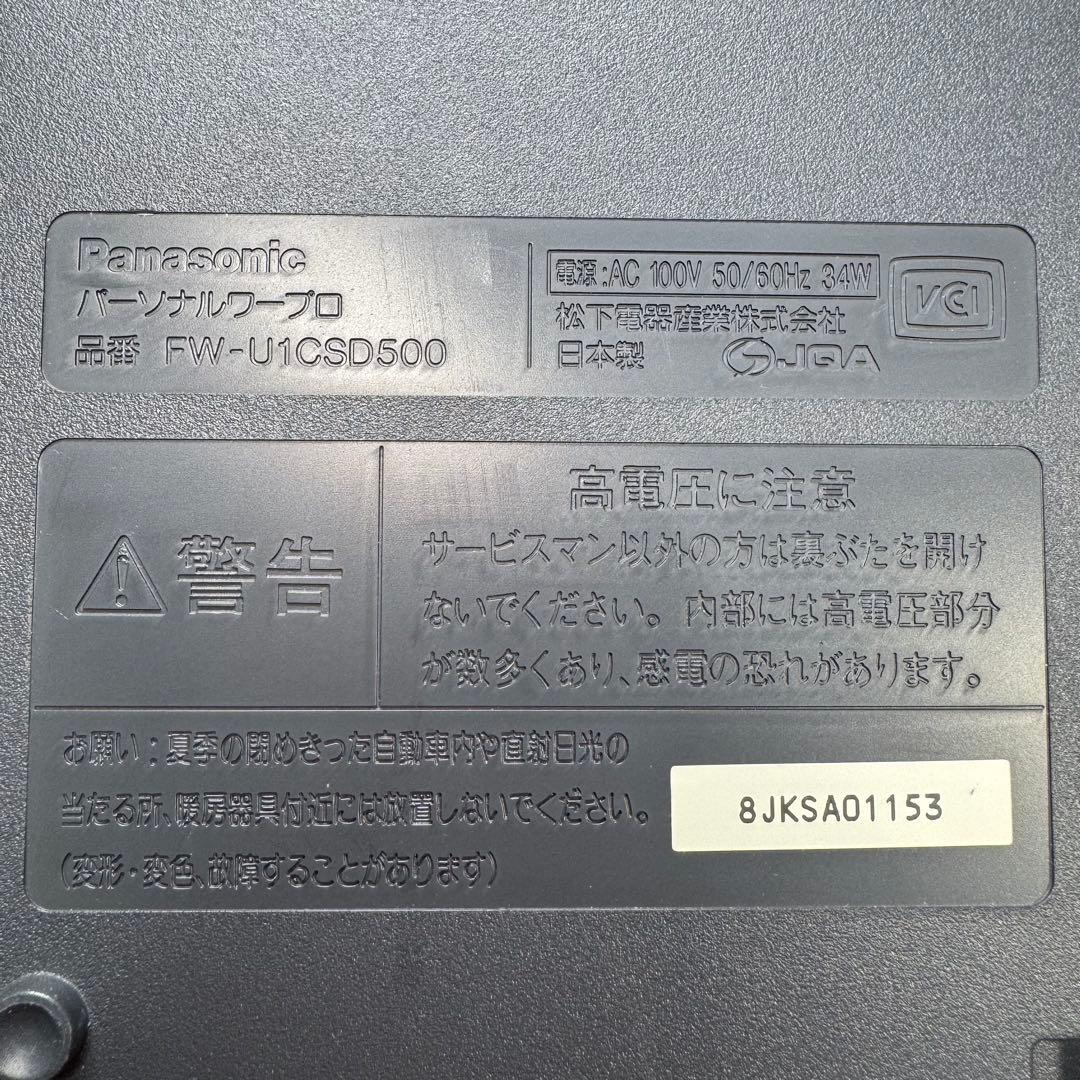 Panasonic
パーソナルワープロ
品番 FW-U1CSD500
電源:AC 100V 50/60Hz 34W
松下電器産業株式会社
日本製 JQA
VCI
警告
高電圧に注意
サービスマン以外の方は裏ぶたを開け
ないでください。内部には高電圧部分
が数多くあり、感電の恐れがあります。
お願い:夏季の閉めきった自動車内や直射日光の
当たる所、暖房器具付近には放置しないでください。
(変形・変色、故障することがあります)
8JKSA01153